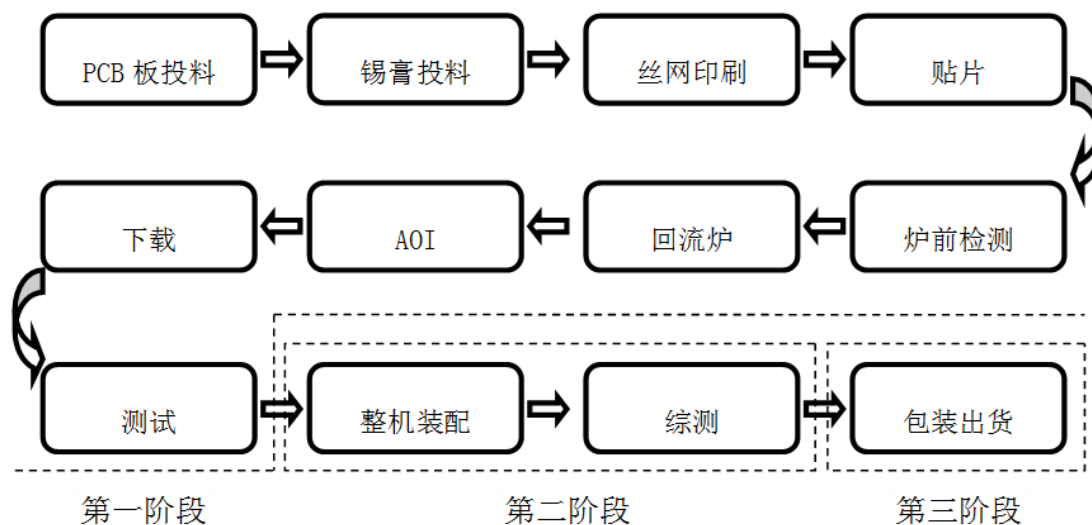 PCB 板投料
锡膏投料
丝网印刷
贴片
下载
AOI
回流炉
炉前检测
测试
整机装配
综测
包装出货
第一阶段
第二阶段
第三阶段